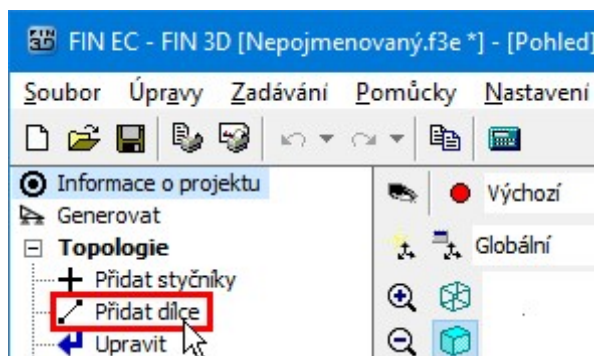 FIN EC - FIN 3D [Nepojmenovaný.f3e *] - [Pohled]
Soubor Úpravy Zadávání Pomůcky Nastavení
Informace o projektu
Výchozí
Generovat
Topologie
Globální
Přidat styčníky
Přidat dílce
Upravit